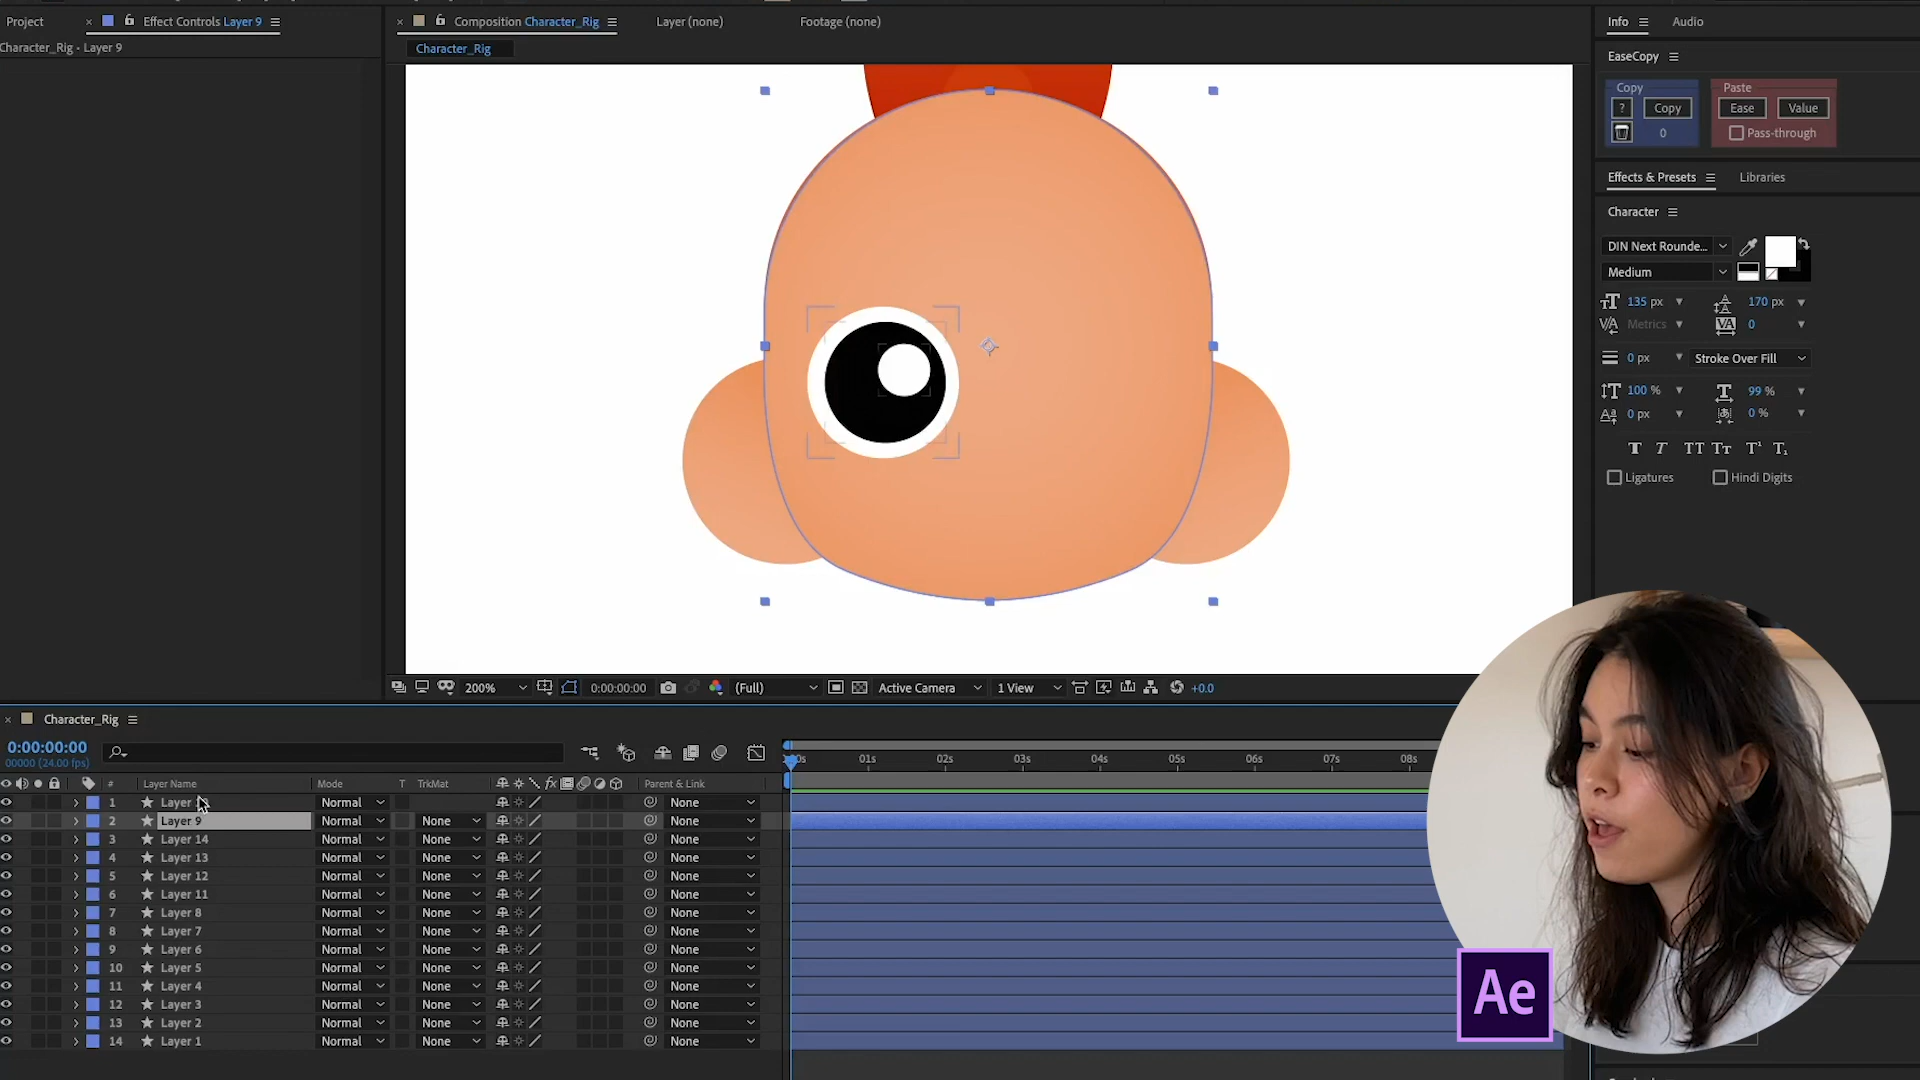 Project
Effect Controls Layer 9
Composition Character_Rig
Layer (none)
Footage (none)
Info
Audio
Character_Rig • Layer 9
Character_Rig
EaseCopy
Copy
Paste
? Copy
Ease Value
0
Pass-through
Effects & Presets
Libraries
Character
DIN Next Rounde...
Medium
135 px
170 px
Metrics
0
0 px
Stroke Over Fill
100 %
99 %
0 px
0 %
T T TT Tt T¹ T₁
Ligatures
Hindi Digits
200%
0:00:00:00
(Full)
Active Camera
1 View
+0.0
Character_Rig
0:00:00:00
00000 (24.00 fps)
01s 02s 03s 04s 05s 06s 07s 08s
# Layer Name Mode T TrkMat fx Parent & Link
1 Layer Normal None
2 Layer 9 Normal None None
3 Layer 14 Normal None None
4 Layer 13 Normal None None
5 Layer 12 Normal None None
6 Layer 11 Normal None None
7 Layer 8 Normal None None
8 Layer 7 Normal None None
9 Layer 6 Normal None None
10 Layer 5 Normal None None
11 Layer 4 Normal None None
12 Layer 3 Normal None None
13 Layer 2 Normal None None
14 Layer 1 Normal None None
Ae